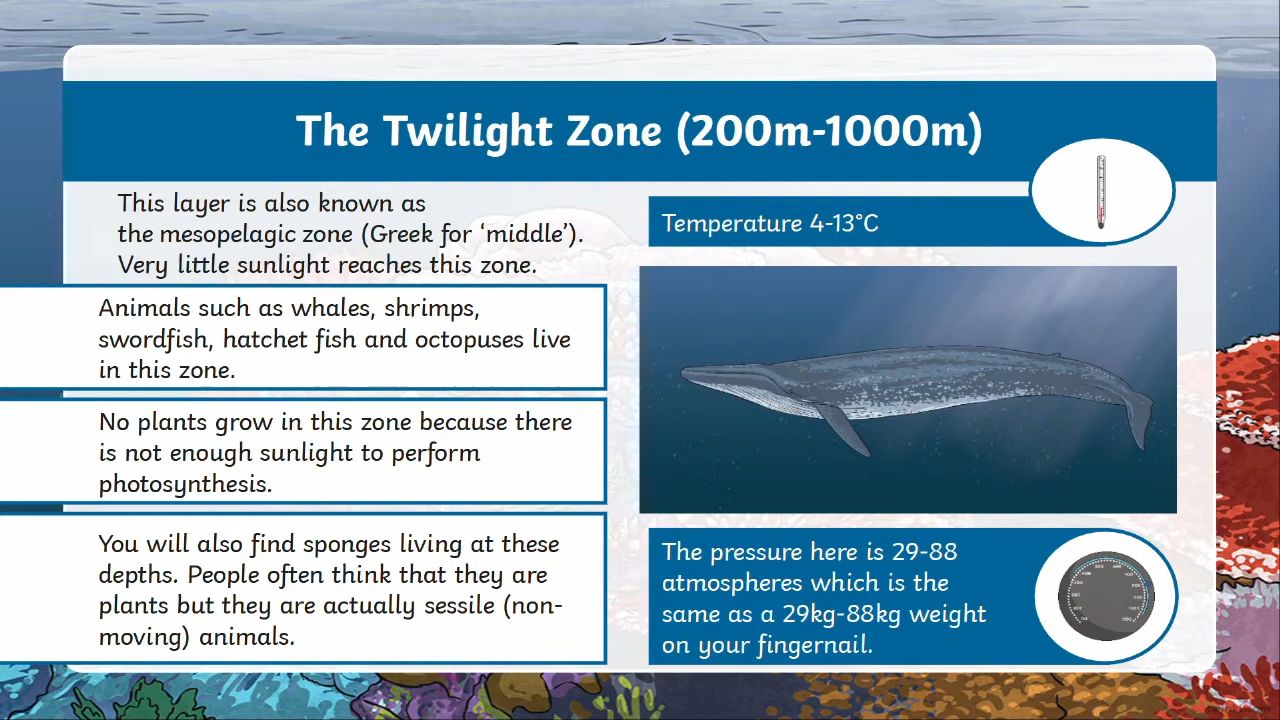 The Twilight Zone (200m-1000m)
This layer is also known as
the mesopelagic zone (Greek for ‘middle’).
Very little sunlight reaches this zone.
Animals such as whales, shrimps,
swordfish, hatchet fish and octopuses live
in this zone.
No plants grow in this zone because there
is not enough sunlight to perform
photosynthesis.
You will also find sponges living at these
depths. People often think that they are
plants but they are actually sessile (non-
moving) animals.
Temperature 4-13°C
The pressure here is 29-88
atmospheres which is the
same as a 29kg-88kg weight
on your fingernail.